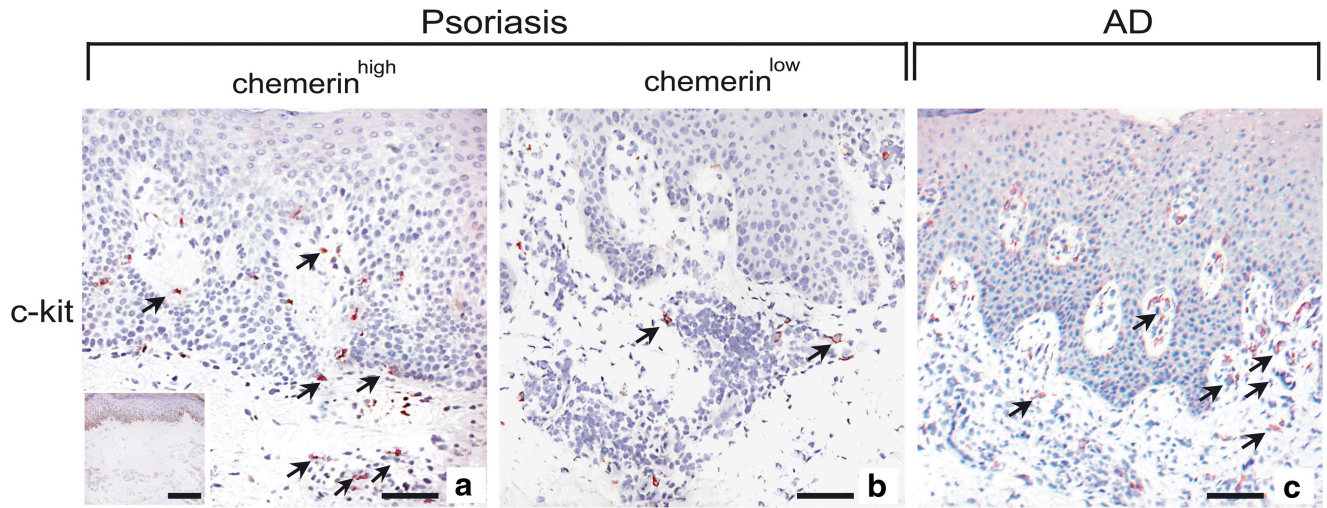 Psoriasis
AD
chemerin^high
chemerin^low
c-kit
a
b
c